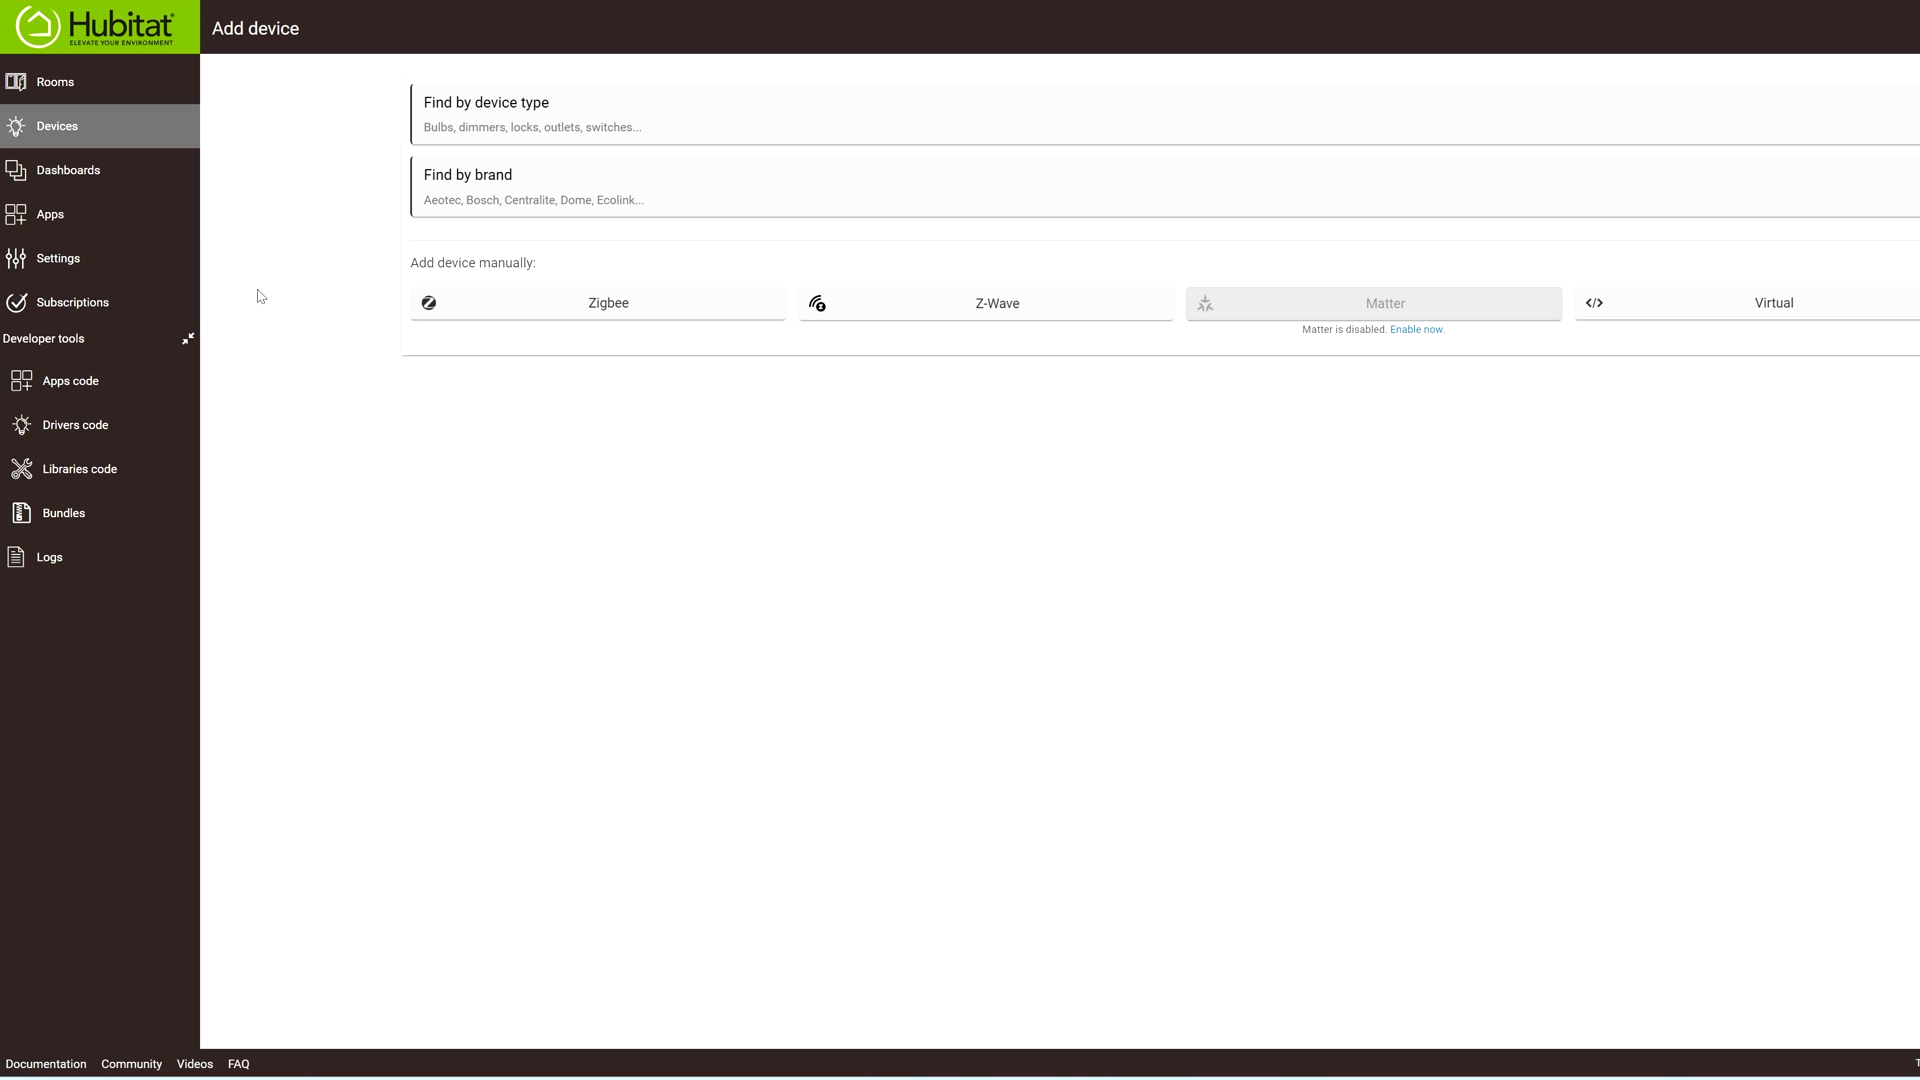 Hubitat®
ELEVATE YOUR ENVIRONMENT
Add device
Rooms
Devices
Dashboards
Apps
Settings
Subscriptions
Developer tools
Apps code
Drivers code
Libraries code
Bundles
Logs
Find by device type
Bulbs, dimmers, locks, outlets, switches...
Find by brand
Aeotec, Bosch, Centralite, Dome, Ecolink...
Add device manually:
Zigbee
Z-Wave
Matter
</> Virtual
Matter is disabled. Enable now.
Documentation Community Videos FAQ